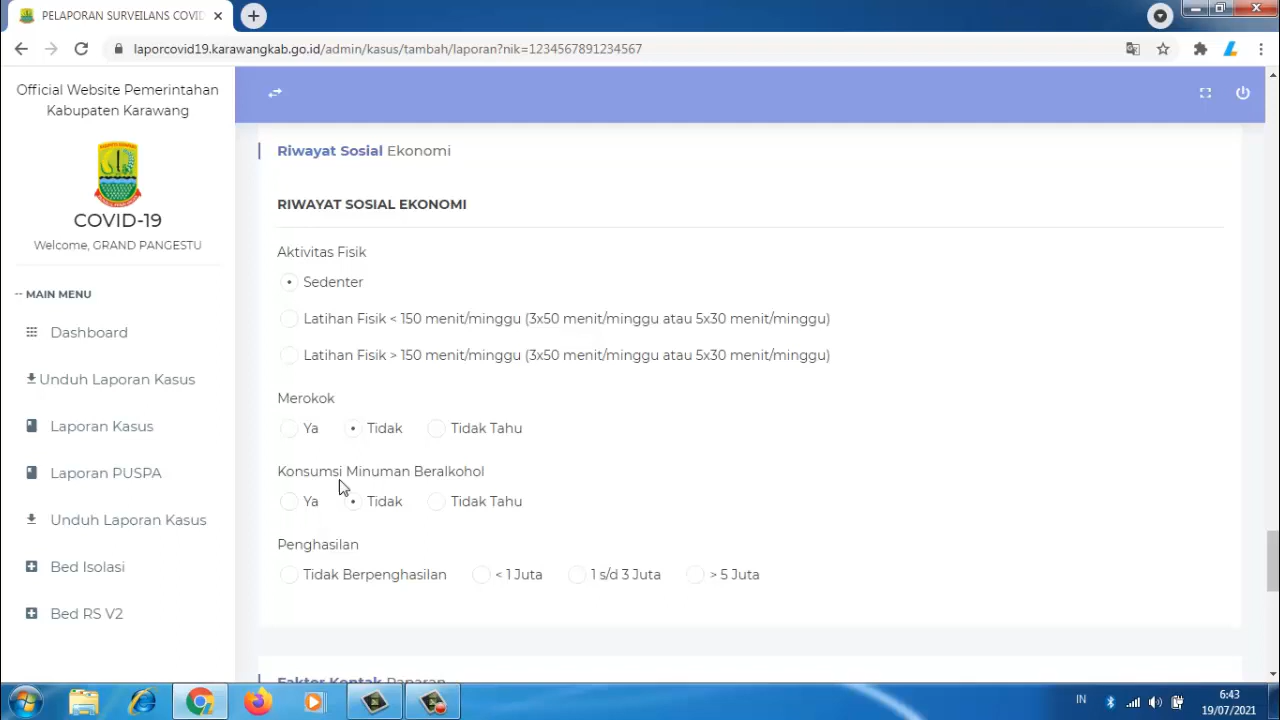 PELAPORAN SURVEILANS COVID
laporcovid19.karawangkab.go.id/admin/kasus/tambah/laporan?nik=1234567891234567
Official Website Pemerintahan
Kabupaten Karawang
COVID-19
Welcome, GRAND PANGESTU
-- MAIN MENU
Dashboard
Unduh Laporan Kasus
Laporan Kasus
Laporan PUSPA
Unduh Laporan Kasus
Bed Isolasi
Bed RS V2
Riwayat Sosial Ekonomi
RIWAYAT SOSIAL EKONOMI
Aktivitas Fisik
Sedenter
Latihan Fisik < 150 menit/minggu (3x50 menit/minggu atau 5x30 menit/minggu)
Latihan Fisik > 150 menit/minggu (3x50 menit/minggu atau 5x30 menit/minggu)
Merokok
Ya Tidak Tidak Tahu
Konsumsi Minuman Beralkohol
Ya Tidak Tidak Tahu
Penghasilan
Tidak Berpenghasilan < 1 Juta 1 s/d 3 Juta > 5 Juta
Faktor Kontak Paparan
IN
6:43
19/07/2021